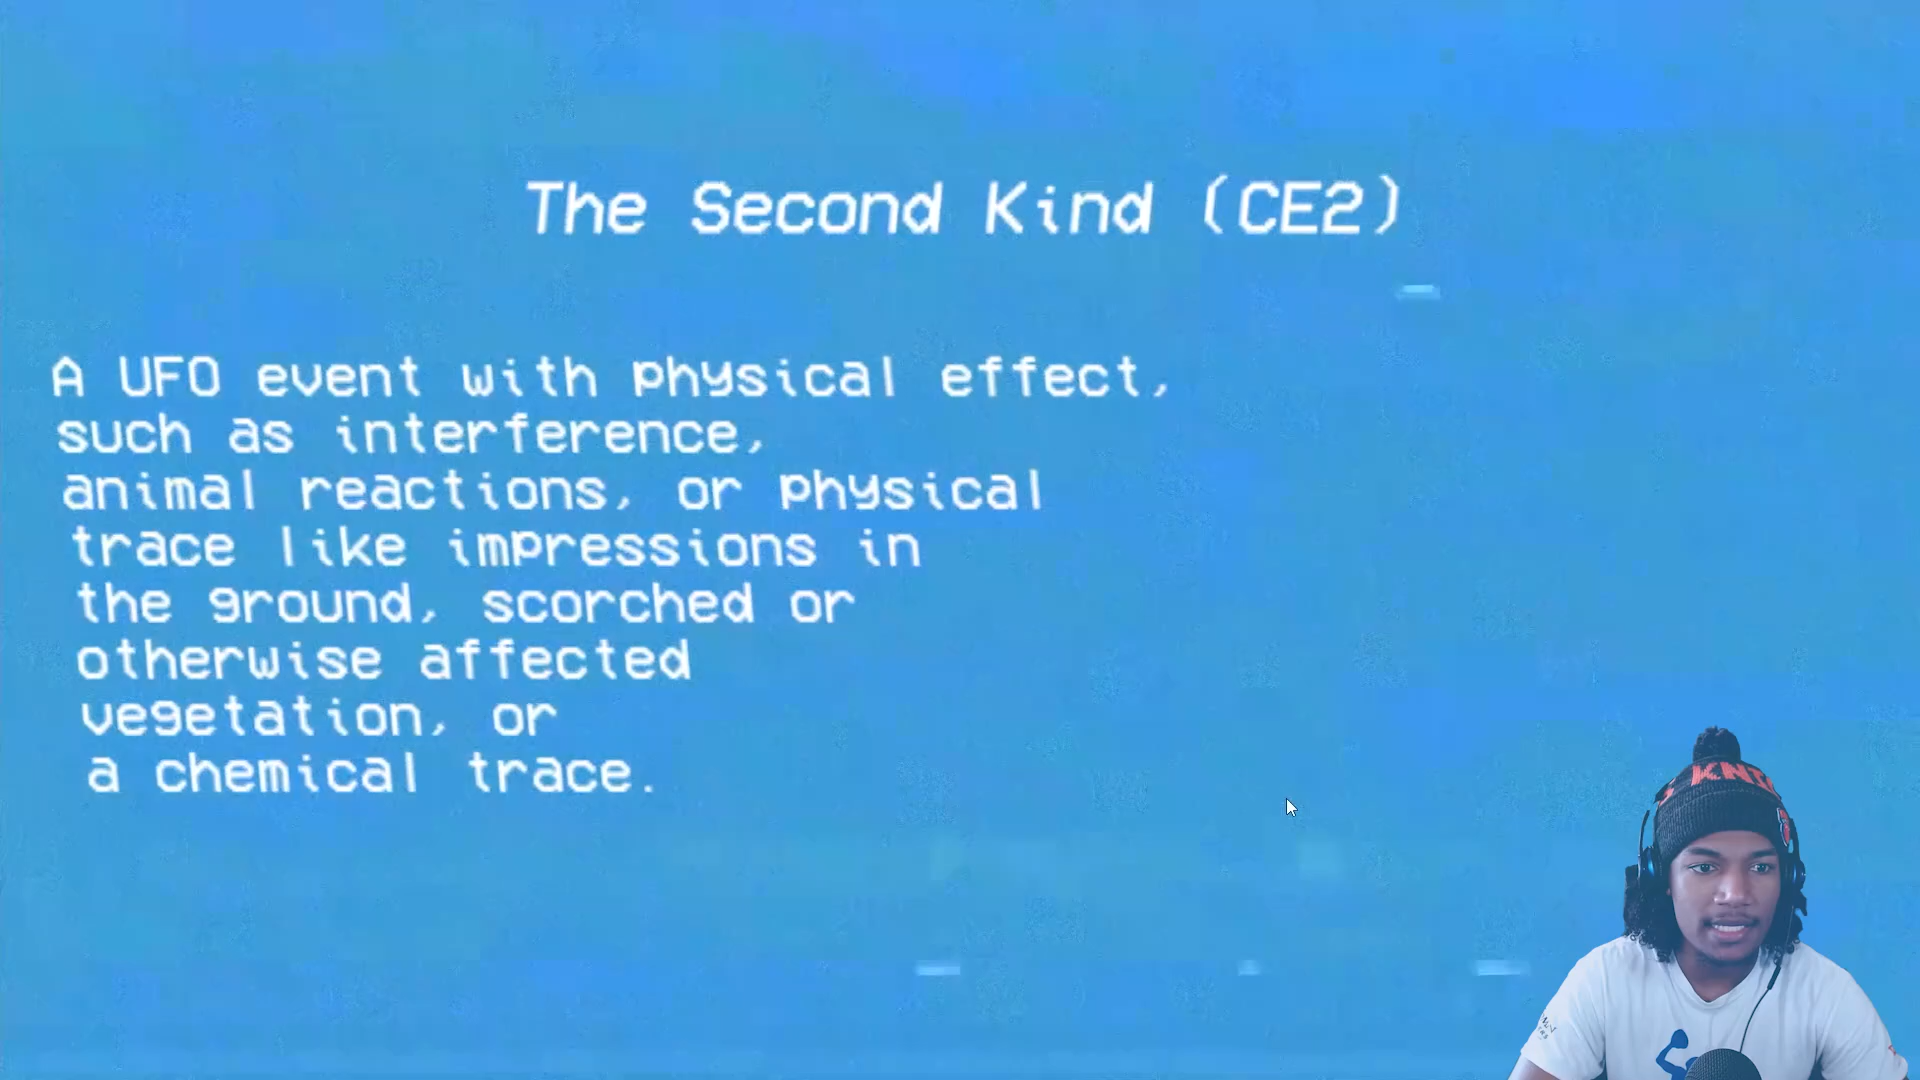 The Second Kind (CE2)
A UFO event with physical effect,
such as interference,
animal reactions, or physical
trace like impressions in
the ground, scorched or
otherwise affected
vegetation, or
a chemical trace.